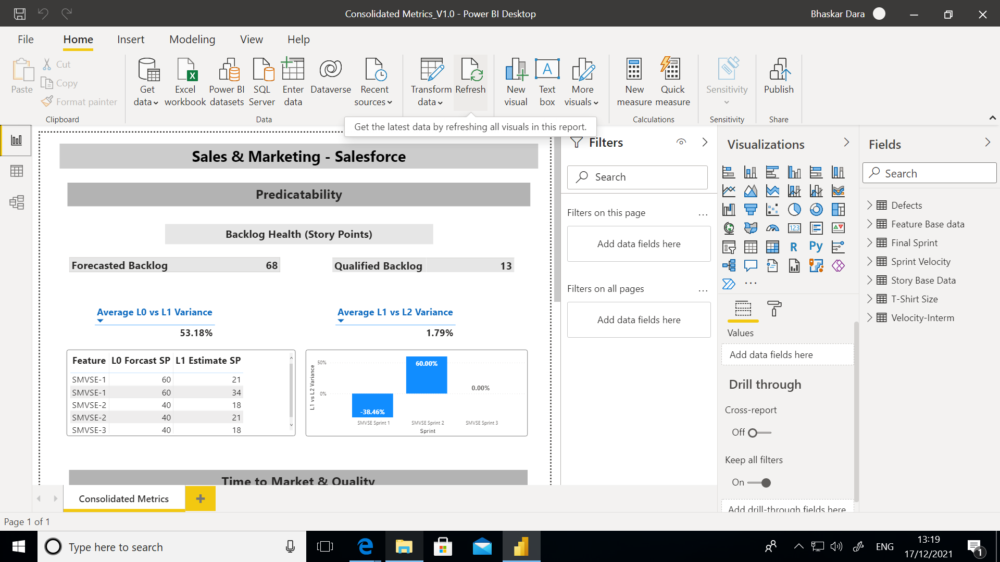 Consolidated Metrics_V1.0 - Power BI Desktop
Bhaskar Dara
File Home Insert Modeling View Help
Paste
Cut
Copy
Format painter
Clipboard
Get data
Excel workbook
Power BI datasets
SQL Server
Enter data
Dataverse
Recent sources
Data
Transform data
Refresh
New visual
A
Text box
More visuals
New measure
Quick measure
Calculations
Sensitivity
Sensitivity
Publish
Share
Get the latest data by refreshing all visuals in this report.
Sales & Marketing - Salesforce
Predicatability
Backlog Health (Story Points)
Forecasted Backlog 68
Qualified Backlog 13
Average L0 vs L1 Variance
53.18%
Average L1 vs L2 Variance
1.79%
Feature L0 Forcast SP L1 Estimate SP
SMVSE-1 60 21
SMVSE-1 60 34
SMVSE-2 40 18
SMVSE-2 40 21
SMVSE-3 40 18
L1 vs L2 Variance
50%
0%
60.00%
0.00%
-38.46%
SMVSE Sprint 1 SMVSE Sprint 2 SMVSE Sprint 3
Sprint
Time to Market & Quality
Filters
Search
Filters on this page ...
Add data fields here
Filters on all pages ...
Add data fields here
Visualizations
123
R
Py
...
Values
Add data fields here
Drill through
Cross-report
Off
Keep all filters
On
Add drill-through fields here
Fields
Search
Defects
Feature Base data
Final Sprint
Sprint Velocity
Story Base Data
T-Shirt Size
Velocity-Interm
Consolidated Metrics
Page 1 of 1
Type here to search
ENG
13:19
17/12/2021
1